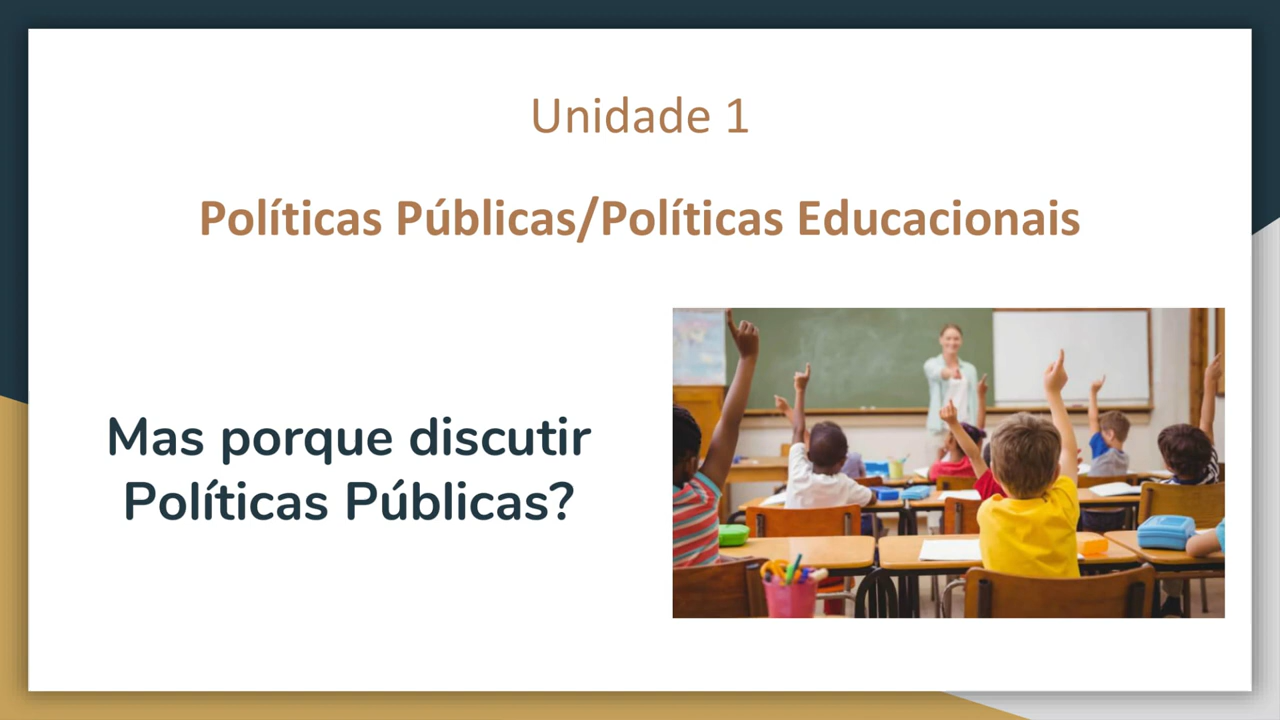 Unidade 1
Políticas Públicas/Políticas Educacionais
Mas porque discutir
Políticas Públicas?